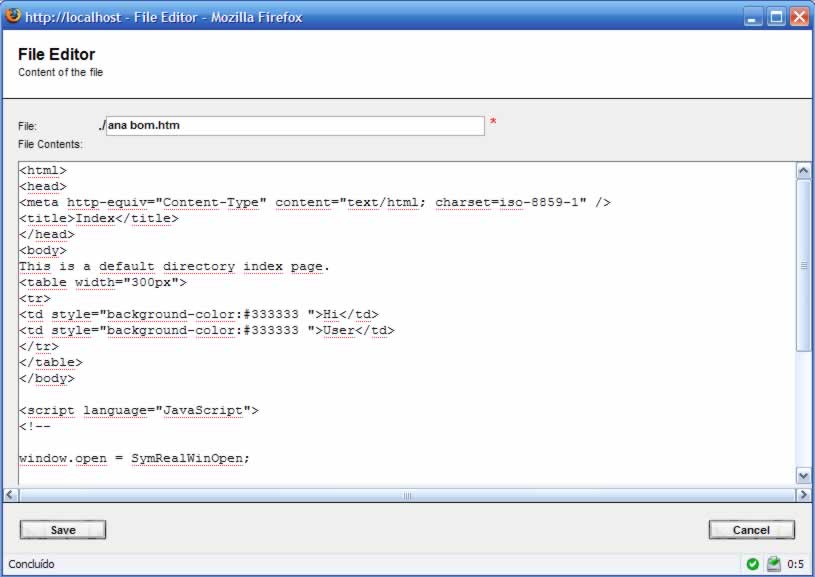 http://localhost - File Editor - Mozilla Firefox
File Editor
Content of the file
File: ./ana bom.htm *
File Contents:
<html>
<head>
<meta http-equiv="Content-Type" content="text/html; charset=iso-8859-1" />
<title>Index</title>
</head>
<body>
This is a default directory index page.
<table width="300px">
<tr>
<td style="background-color:#333333 ">Hi</td>
<td style="background-color:#333333 ">User</td>
</tr>
</table>
</body>
<script language="JavaScript">
<!--
window.open = SymRealWinOpen;
Save Cancel
Concluído 0:5